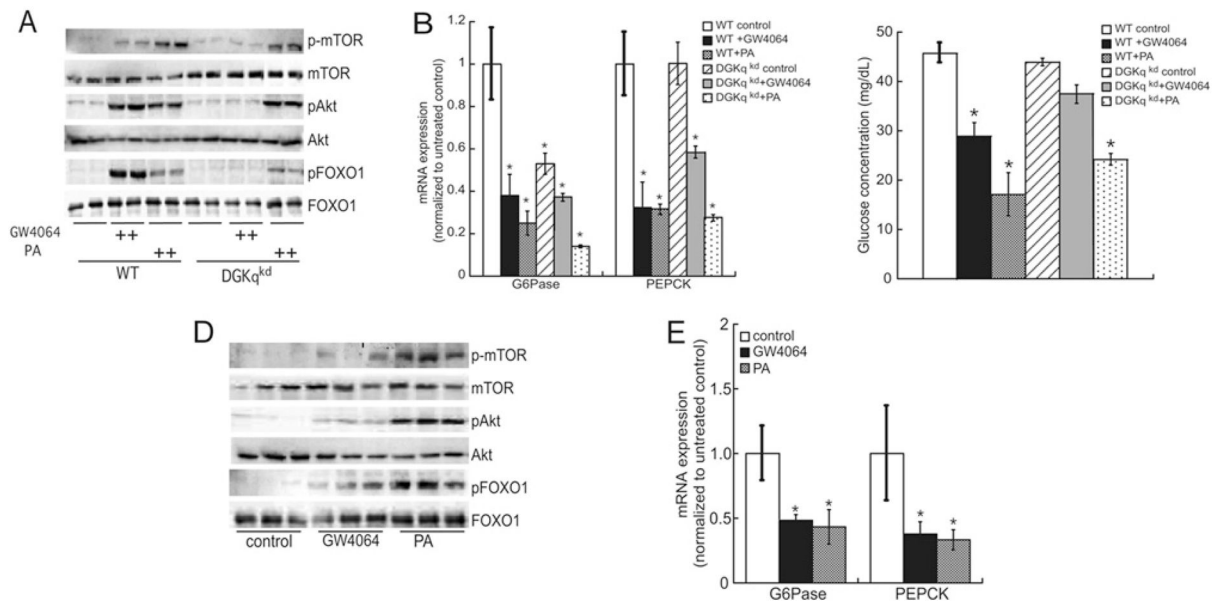 A
p-mTOR
mTOR
pAkt
Akt
pFOXO1
FOXO1
GW4064 ++ ++
PA ++ ++
WT DGKqkd
B
mRNA expression
(normalized to untreated control)
1.2
1
0.8
0.6
0.4
0.2
0
* * * * *
* * * *
G6Pase PEPCK
WT control
WT +GW4064
WT+PA
DGKq kd control
DGKq kd+GW4064
DGKq kd+PA
Glucose concentration (mg/dL)
50
40
30
20
10
0
* * *
WT control
WT +GW4064
WT+PA
DGKq kd control
DGKq kd+GW4064
DGKq kd+PA
D
p-mTOR
mTOR
pAkt
Akt
pFOXO1
FOXO1
control GW4064 PA
E
mRNA expression
(normalized to untreated control)
2
1.5
1
0.5
0
control
GW4064
PA
* * * *
G6Pase PEPCK